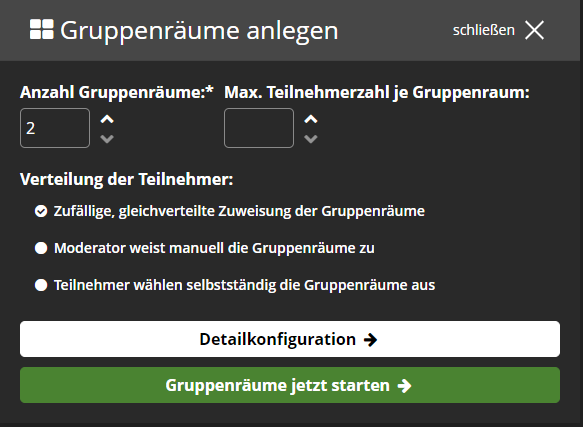 Gruppenräume anlegen
schließen
Anzahl Gruppenräume:* Max. Teilnehmerzahl je Gruppenraum:
2
Verteilung der Teilnehmer:
Zufällige, gleichverteilte Zuweisung der Gruppenräume
Moderator weist manuell die Gruppenräume zu
Teilnehmer wählen selbstständig die Gruppenräume aus
Detailkonfiguration
Gruppenräume jetzt starten